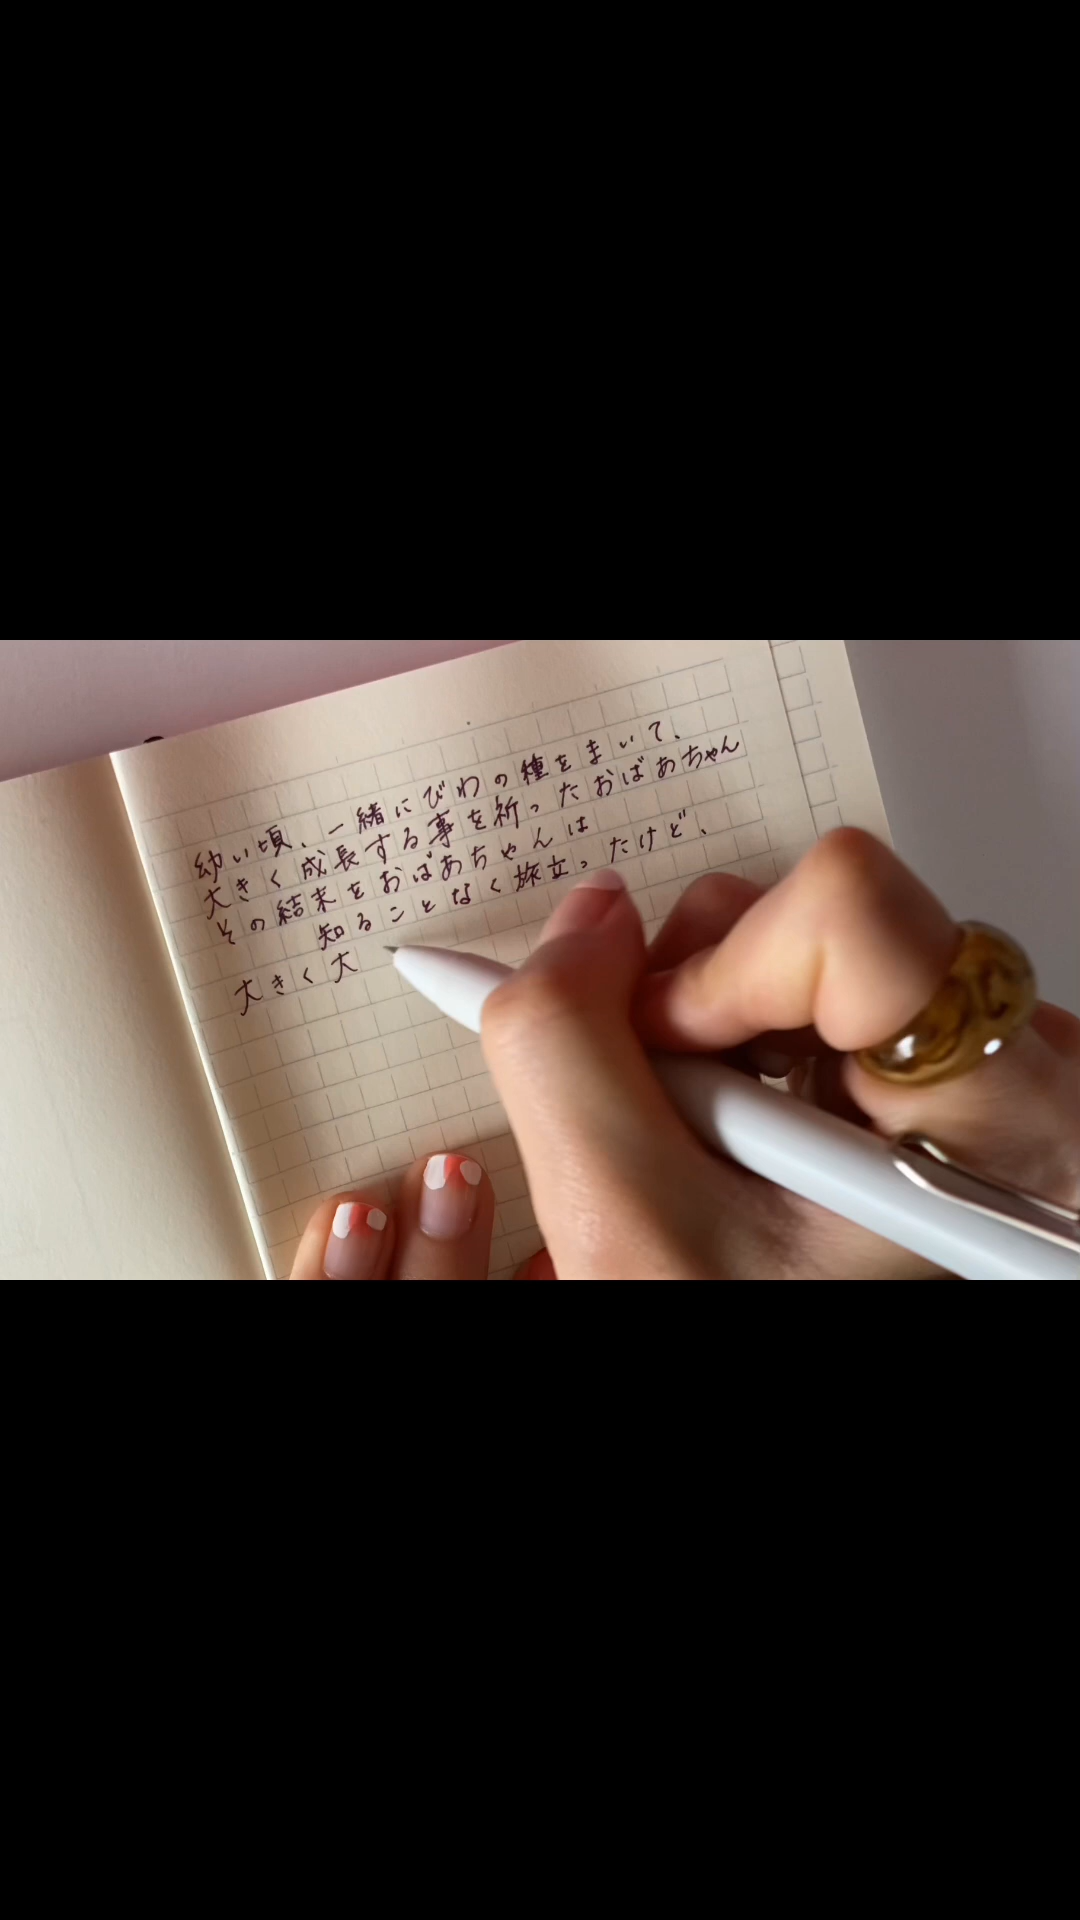 幼い頃、一緒にびわの種をまいて、
大きく成長する事を祈ったおばあちゃん
その結末をおばあちゃんは
知ることなく旅立ったけど、
大きく大